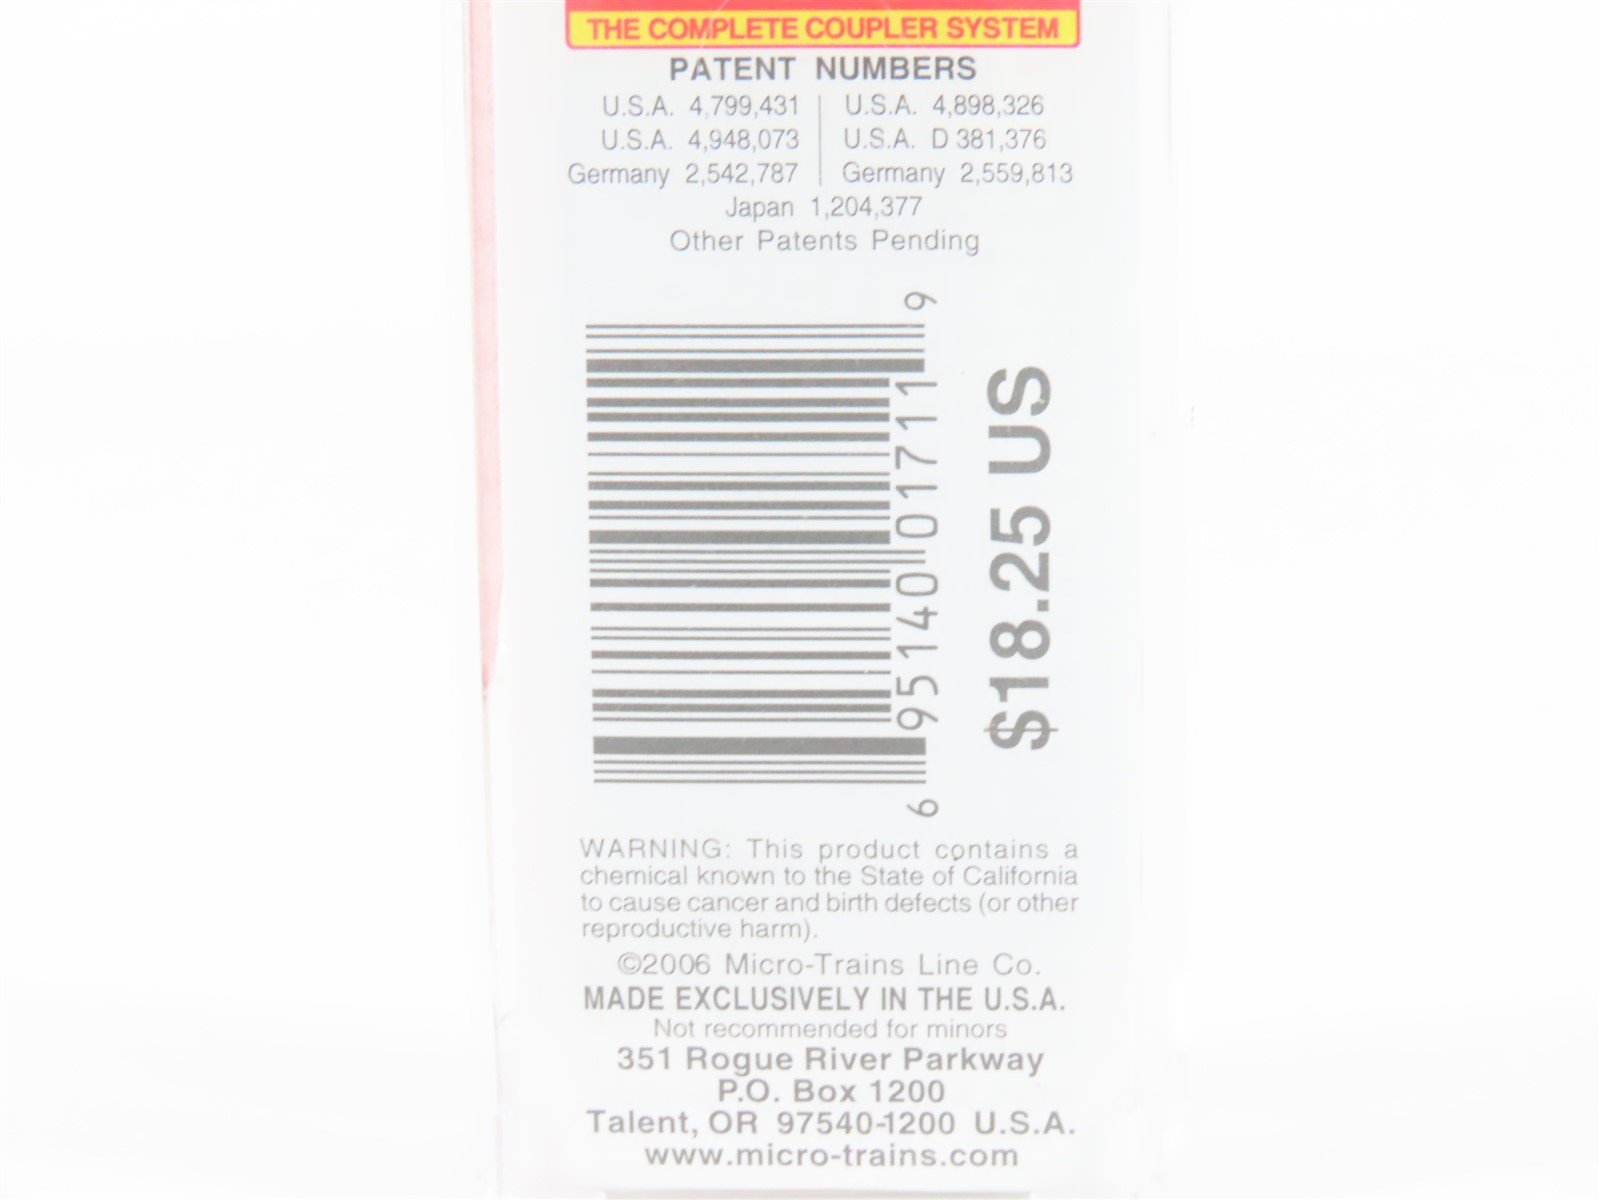 THE COMPLETE COUPLER SYSTEM
PATENT NUMBERS
U.S.A. 4,799,431 U.S.A. 4,898,326
U.S.A. 4,948,073 U.S.A. D 381,376
Germany 2,542,787 Germany 2,559,813
Japan 1,204,377
Other Patents Pending
6 95140 01711 9
$18.25 US
WARNING: This product contains a
chemical known to the State of California
to cause cancer and birth defects (or other
reproductive harm).
©2006 Micro-Trains Line Co.
MADE EXCLUSIVELY IN THE U.S.A.
Not recommended for minors
351 Rogue River Parkway
P.O. Box 1200
Talent, OR 97540-1200 U.S.A.
www.micro-trains.com